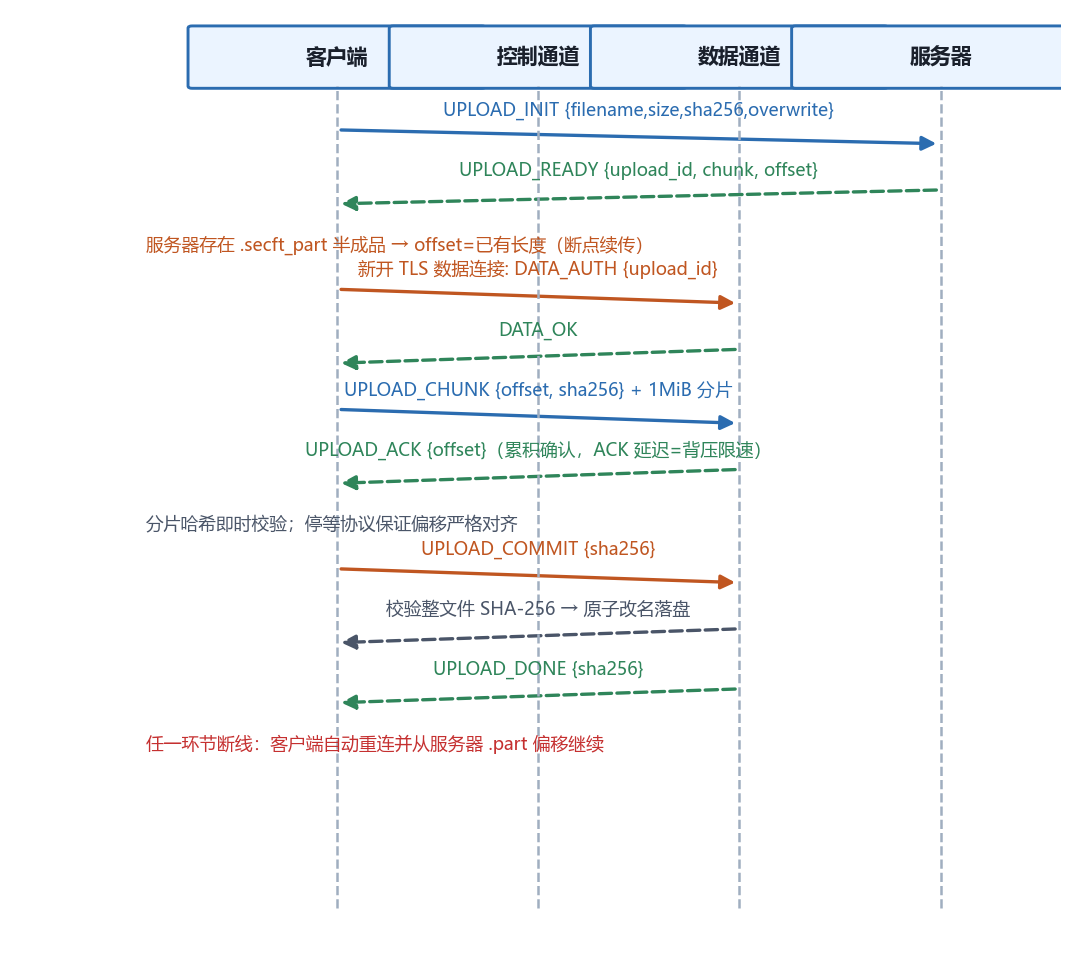 客户端
控制通道
数据通道
服务器
UPLOAD_INIT {filename,size,sha256,overwrite}
UPLOAD_READY {upload_id, chunk, offset}
服务器存在 .secft_part 半成品 → offset=已有长度（断点续传）
新开 TLS 数据连接: DATA_AUTH {upload_id}
DATA_OK
UPLOAD_CHUNK {offset, sha256} + 1MiB 分片
UPLOAD_ACK {offset}（累积确认，ACK 延迟=背压限速）
分片哈希即时校验；停等协议保证偏移严格对齐
UPLOAD_COMMIT {sha256}
校验整文件 SHA-256 → 原子改名落盘
UPLOAD_DONE {sha256}
任一环节断线：客户端自动重连并从服务器 .part 偏移继续